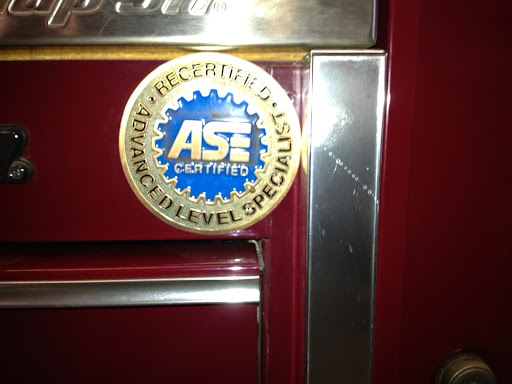 RECERTIFIED
ASE
CERTIFIED
ADVANCED LEVEL SPECIALIST